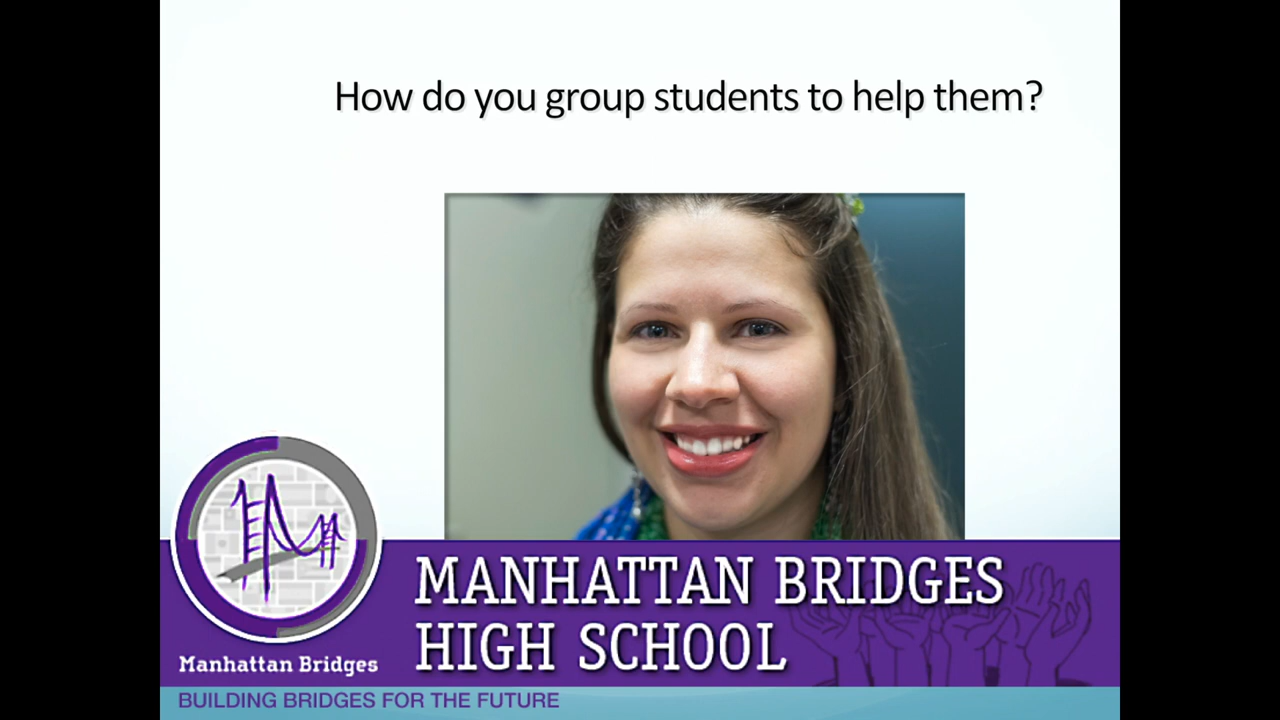 How do you group students to help them?
MANHATTAN BRIDGES
HIGH SCHOOL
Manhattan Bridges
BUILDING BRIDGES FOR THE FUTURE